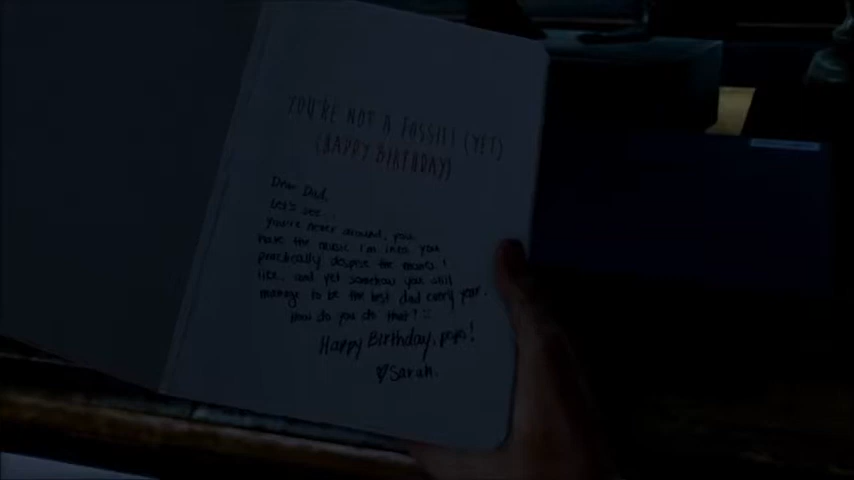 YOU'RE NOT A FOSSIL! (YET)
(HAPPY BIRTHDAY)
Dear Dad,
Let's see...
You're never around, you
hate the music I'm into, you
practically despise the movies I
like, and yet somehow you still
manage to be the best dad every year.
How do you do that? :)
Happy Birthday, papa!
♥Sarah.